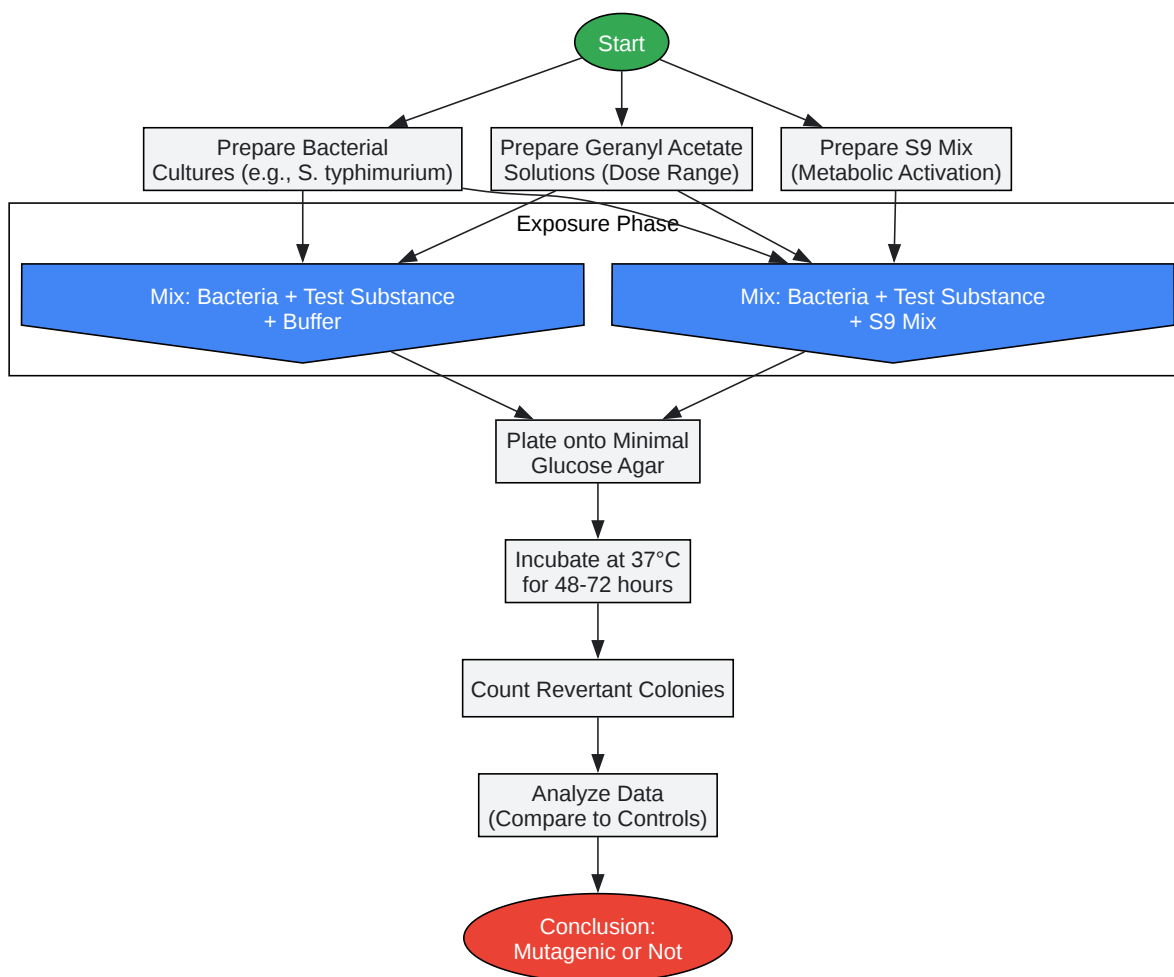 Start
Prepare Bacterial
Cultures (e.g., S. typhimurium)
Prepare Geranyl Acetate
Solutions (Dose Range)
Prepare S9 Mix
(Metabolic Activation)
Exposure Phase
Mix: Bacteria + Test Substance
+ Buffer
Mix: Bacteria + Test Substance
+ S9 Mix
Plate onto Minimal
Glucose Agar
Incubate at 37°C
for 48-72 hours
Count Revertant Colonies
Analyze Data
(Compare to Controls)
Conclusion:
Mutagenic or Not